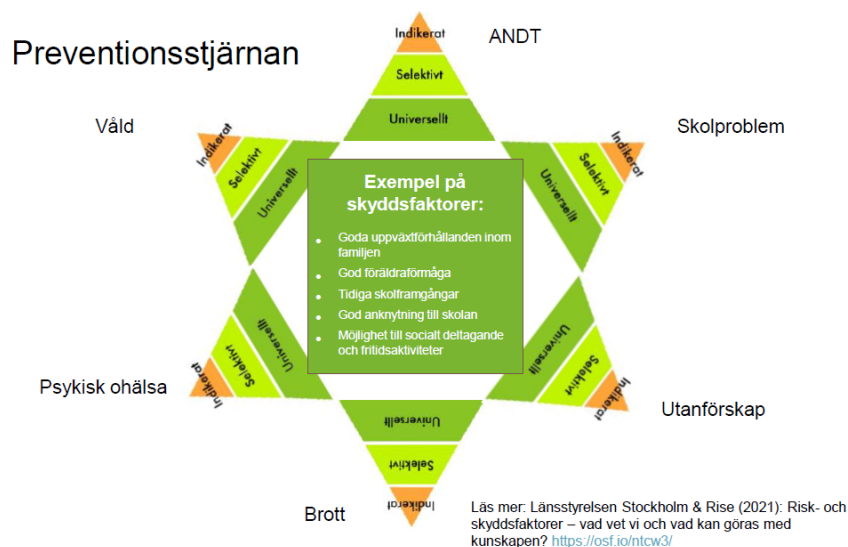 Preventionsstjärnan
ANDT
Indikerat
Selektivt
Universellt
Våld
Indikerat
Selektivt
Universellt
Skolproblem
Indikerat
Selektivt
Universellt
Exempel på
skyddsfaktorer:
• Goda uppväxtförhållanden inom
familjen
• God föräldraförmåga
• Tidiga skolframgångar
• God anknytning till skolan
• Möjlighet till socialt deltagande
och fritidsaktiviteter
Psykisk ohälsa
Indikerat
Selektivt
Universellt
Universellt
Selektivt
Indikerat
Utanförskap
Universellt
Selektivt
Indikerat
Brott
Läs mer: Länsstyrelsen Stockholm & Rise (2021): Risk- och
skyddsfaktorer – vad vet vi och vad kan göras med
kunskapen? https://osf.io/ntcw3/